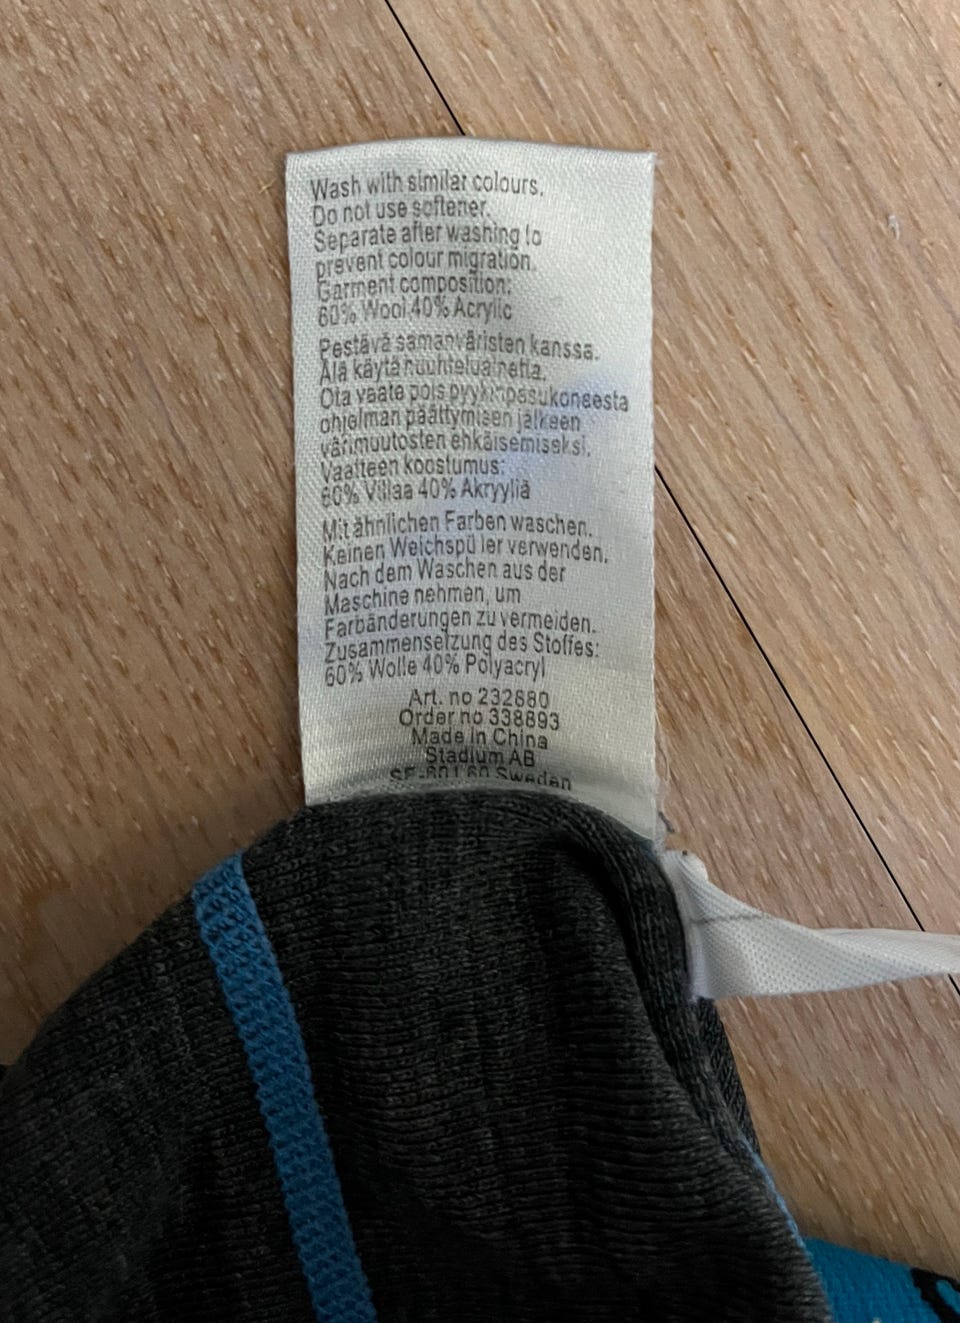 Wash with similar colours.
Do not use softener.
Separate after washing to
prevent colour migration.
Garment composition:
60% Wool 40% Acrylic
Pestävä samanväristen kanssa.
Älä käytä huuhteluainetta.
Ota vaate pois pyykinpesukoneesta
ohjelman päättymisen jälkeen
värimuutosten ehkäisemiseksi.
Vaatteen koostumus:
60% Villaa 40% Akryyliä
Mit ähnlichen Farben waschen.
Keinen Weichspü ler verwenden.
Nach dem Waschen aus der
Maschine nehmen, um
Farbänderungen zu vermeiden.
Zusammensetzung des Stoffes:
60% Wolle 40% Polyacryl
Art. no 232680
Order no 338893
Made in China
Stadium AB
SE-601 60 Sweden